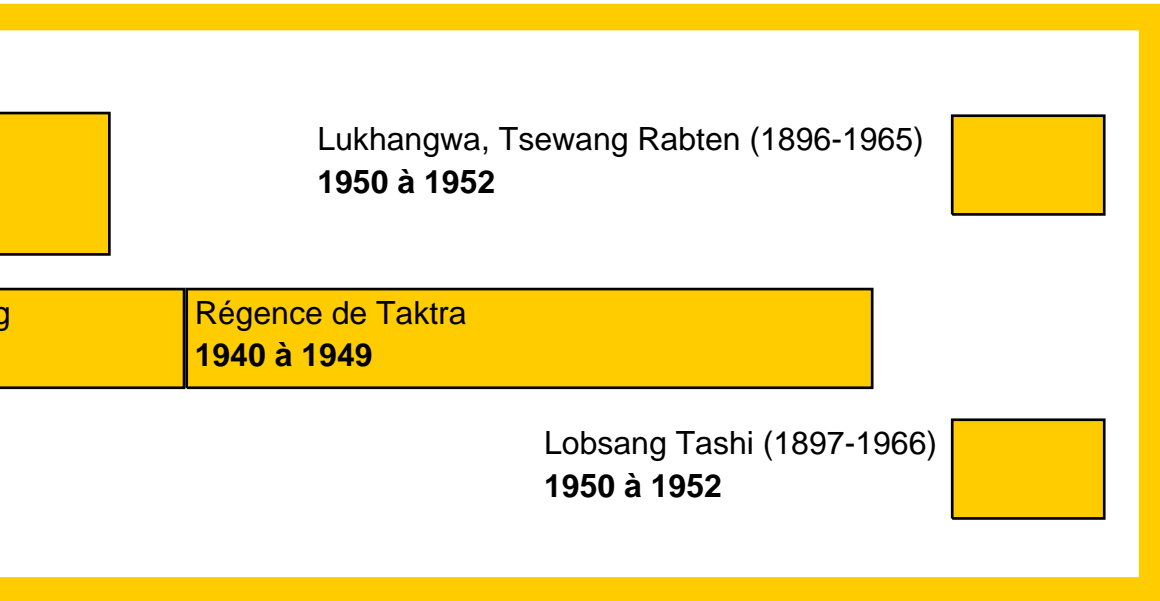 Lukhangwa, Tsewang Rabten (1896-1965)
1950 à 1952
g
Régence de Taktra
1940 à 1949
Lobsang Tashi (1897-1966)
1950 à 1952